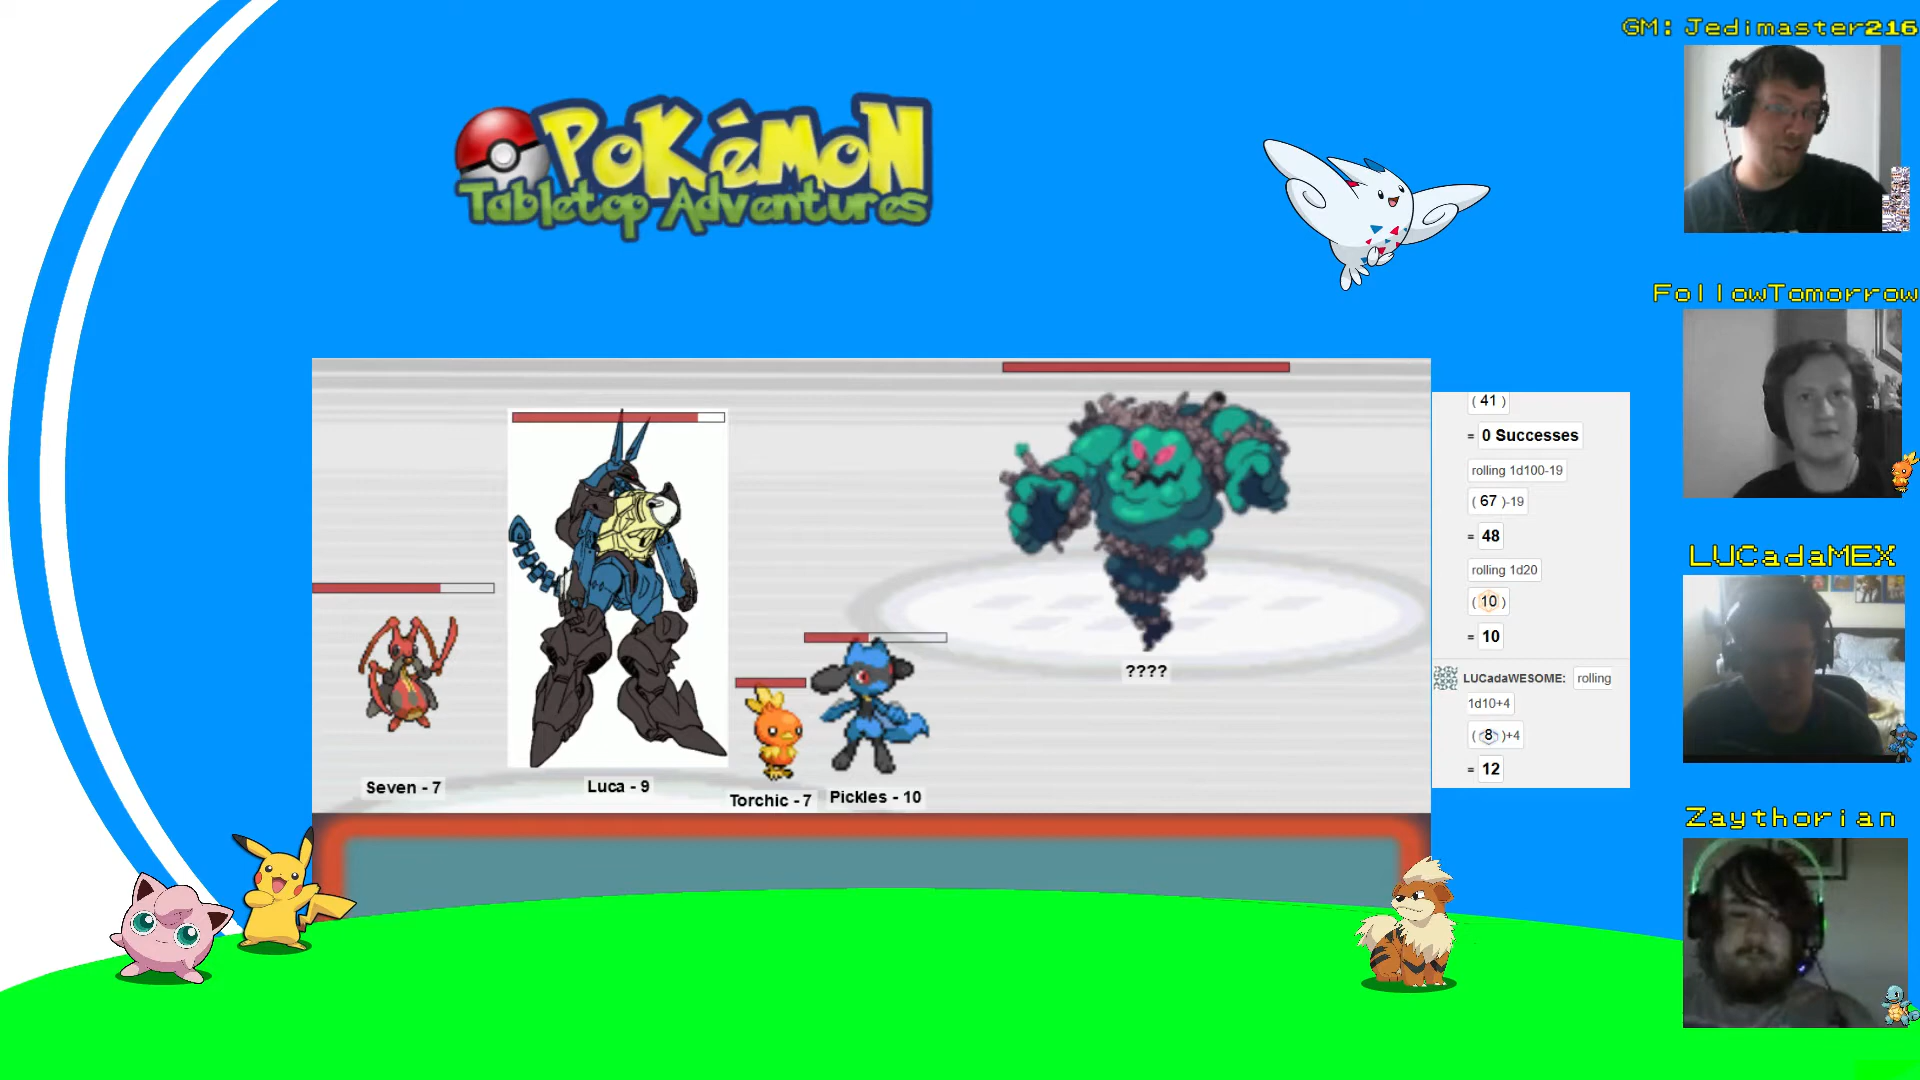 GM: Jedimaster216
Pokémon
Tabletop Adventures
FollowTomorrow
( 41 )
= 0 Successes
rolling 1d100-19
( 67 )-19
= 48
rolling 1d20
( 10 )
= 10
LUCadaMEX
LUCadaWESOME: rolling
1d10+4
( 8 )+4
= 12
????
Seven - 7
Luca - 9
Torchic - 7
Pickles - 10
Zaythorian